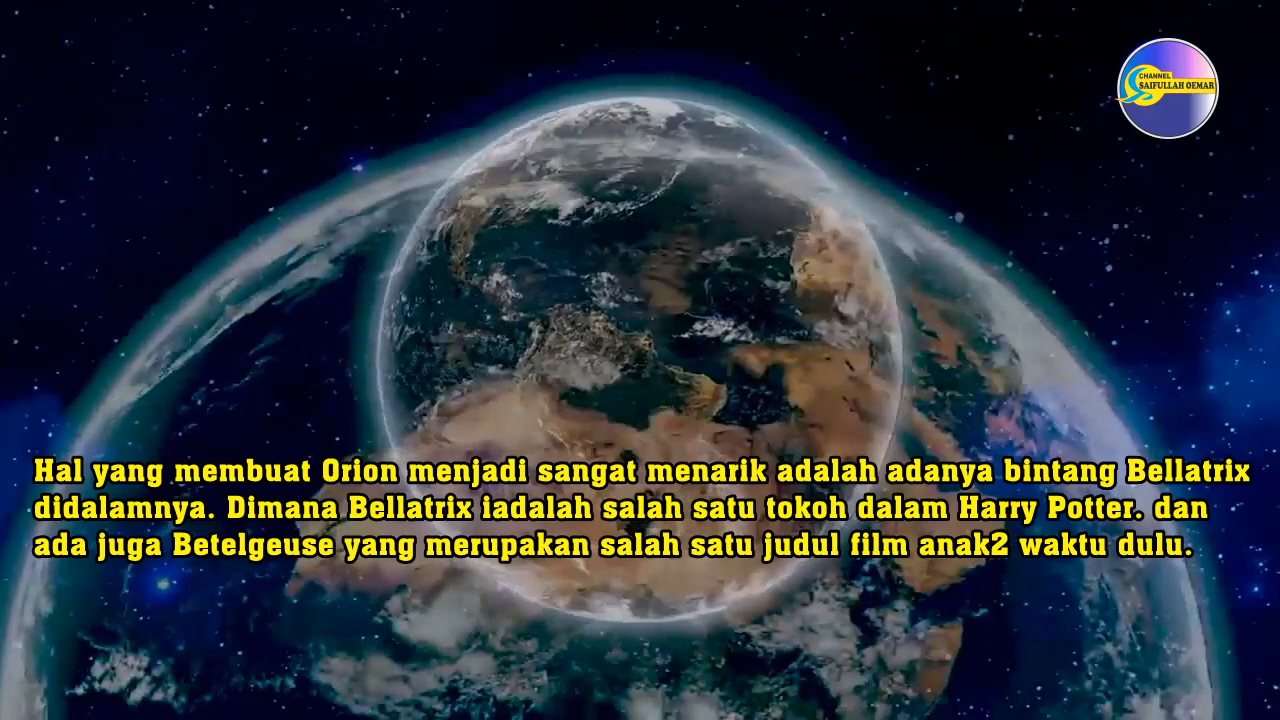 CHANNEL
SAIFULLAH OEMAR
Hal yang membuat Orion menjadi sangat menarik adalah adanya bintang Bellatrix
didalamnya. Dimana Bellatrix iadalah salah satu tokoh dalam Harry Potter. dan
ada juga Betelgeuse yang merupakan salah satu judul film anak2 waktu dulu.